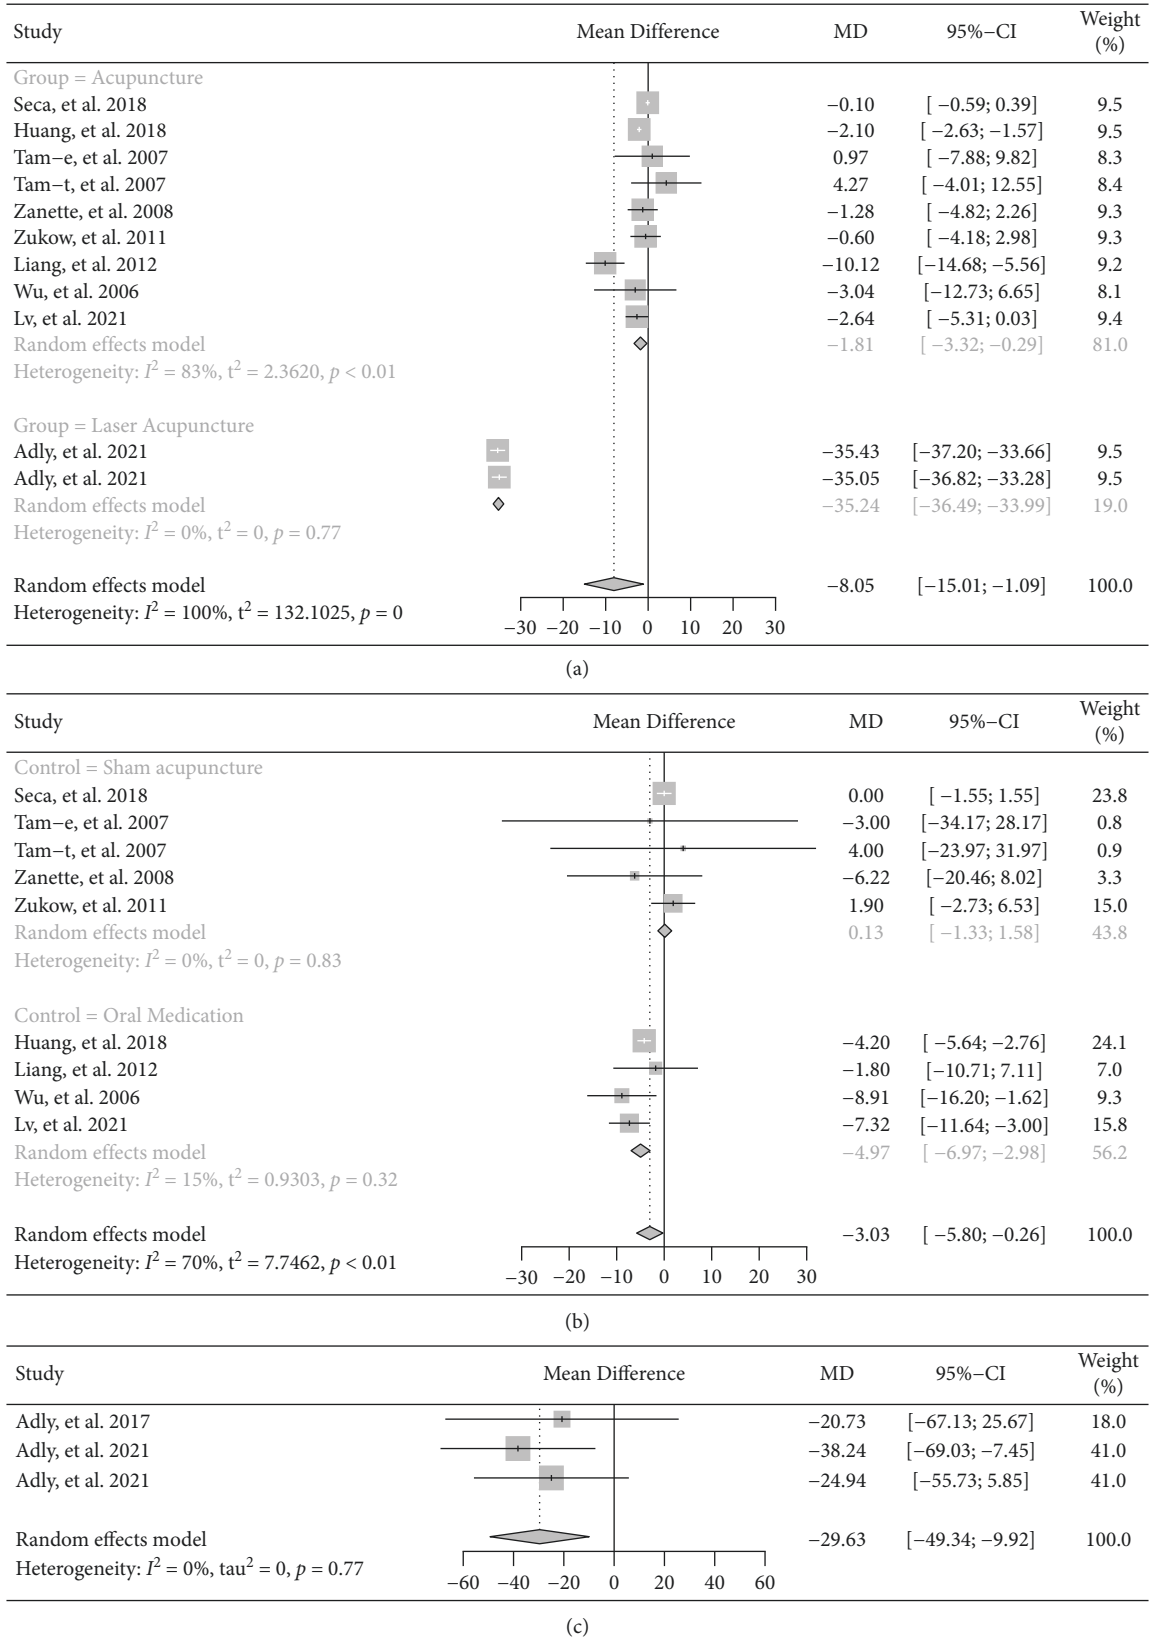 Study Mean Difference MD 95%−CI Weight (%)
Group = Acupuncture
Seca, et al. 2018 −0.10 [ −0.59; 0.39] 9.5
Huang, et al. 2018 −2.10 [ −2.63; −1.57] 9.5
Tam−e, et al. 2007 0.97 [ −7.88; 9.82] 8.3
Tam−t, et al. 2007 4.27 [ −4.01; 12.55] 8.4
Zanette, et al. 2008 −1.28 [ −4.82; 2.26] 9.3
Zukow, et al. 2011 −0.60 [ −4.18; 2.98] 9.3
Liang, et al. 2012 −10.12 [−14.68; −5.56] 9.2
Wu, et al. 2006 −3.04 [−12.73; 6.65] 8.1
Lv, et al. 2021 −2.64 [ −5.31; 0.03] 9.4
Random effects model −1.81 [ −3.32; −0.29] 81.0
Heterogeneity: I² = 83%, t² = 2.3620, p < 0.01
Group = Laser Acupuncture
Adly, et al. 2021 −35.43 [−37.20; −33.66] 9.5
Adly, et al. 2021 −35.05 [−36.82; −33.28] 9.5
Random effects model −35.24 [−36.49; −33.99] 19.0
Heterogeneity: I² = 0%, t² = 0, p = 0.77
Random effects model −8.05 [−15.01; −1.09] 100.0
Heterogeneity: I² = 100%, t² = 132.1025, p = 0
−30 −20 −10 0 10 20 30
(a)
Study Mean Difference MD 95%−CI Weight (%)
Control = Sham acupuncture
Seca, et al. 2018 0.00 [ −1.55; 1.55] 23.8
Tam−e, et al. 2007 −3.00 [−34.17; 28.17] 0.8
Tam−t, et al. 2007 4.00 [−23.97; 31.97] 0.9
Zanette, et al. 2008 −6.22 [−20.46; 8.02] 3.3
Zukow, et al. 2011 1.90 [ −2.73; 6.53] 15.0
Random effects model 0.13 [ −1.33; 1.58] 43.8
Heterogeneity: I² = 0%, t² = 0, p = 0.83
Control = Oral Medication
Huang, et al. 2018 −4.20 [ −5.64; −2.76] 24.1
Liang, et al. 2012 −1.80 [−10.71; 7.11] 7.0
Wu, et al. 2006 −8.91 [−16.20; −1.62] 9.3
Lv, et al. 2021 −7.32 [−11.64; −3.00] 15.8
Random effects model −4.97 [ −6.97; −2.98] 56.2
Heterogeneity: I² = 15%, t² = 0.9303, p = 0.32
Random effects model −3.03 [ −5.80; −0.26] 100.0
Heterogeneity: I² = 70%, t² = 7.7462, p < 0.01
−30 −20 −10 0 10 20 30
(b)
Study Mean Difference MD 95%−CI Weight (%)
Adly, et al. 2017 −20.73 [−67.13; 25.67] 18.0
Adly, et al. 2021 −38.24 [−69.03; −7.45] 41.0
Adly, et al. 2021 −24.94 [−55.73; 5.85] 41.0
Random effects model −29.63 [−49.34; −9.92] 100.0
Heterogeneity: I² = 0%, tau² = 0, p = 0.77
−60 −40 −20 0 20 40 60
(c)